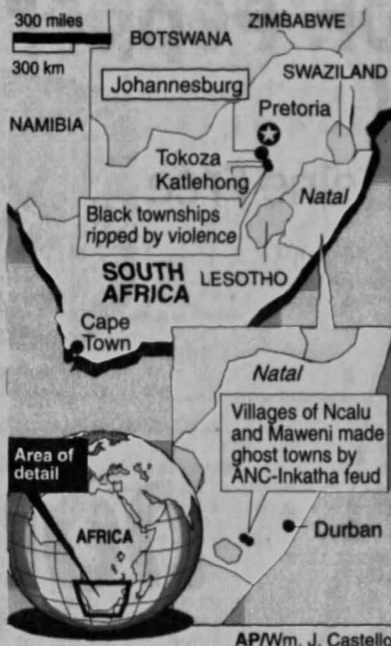 300 miles
300 km
ZIMBABWE
BOTSWANA
SWAZILAND
Johannesburg
Pretoria
NAMIBIA
Tokoza
Katlehong
Natal
Black townships
ripped by violence
SOUTH
AFRICA
LESOTHO
Cape
Town
Natal
Villages of Ncalu
and Maweni made
ghost towns by
ANC-Inkatha feud
Area of
detail
AFRICA
Durban
AP/Wm. J. Castello